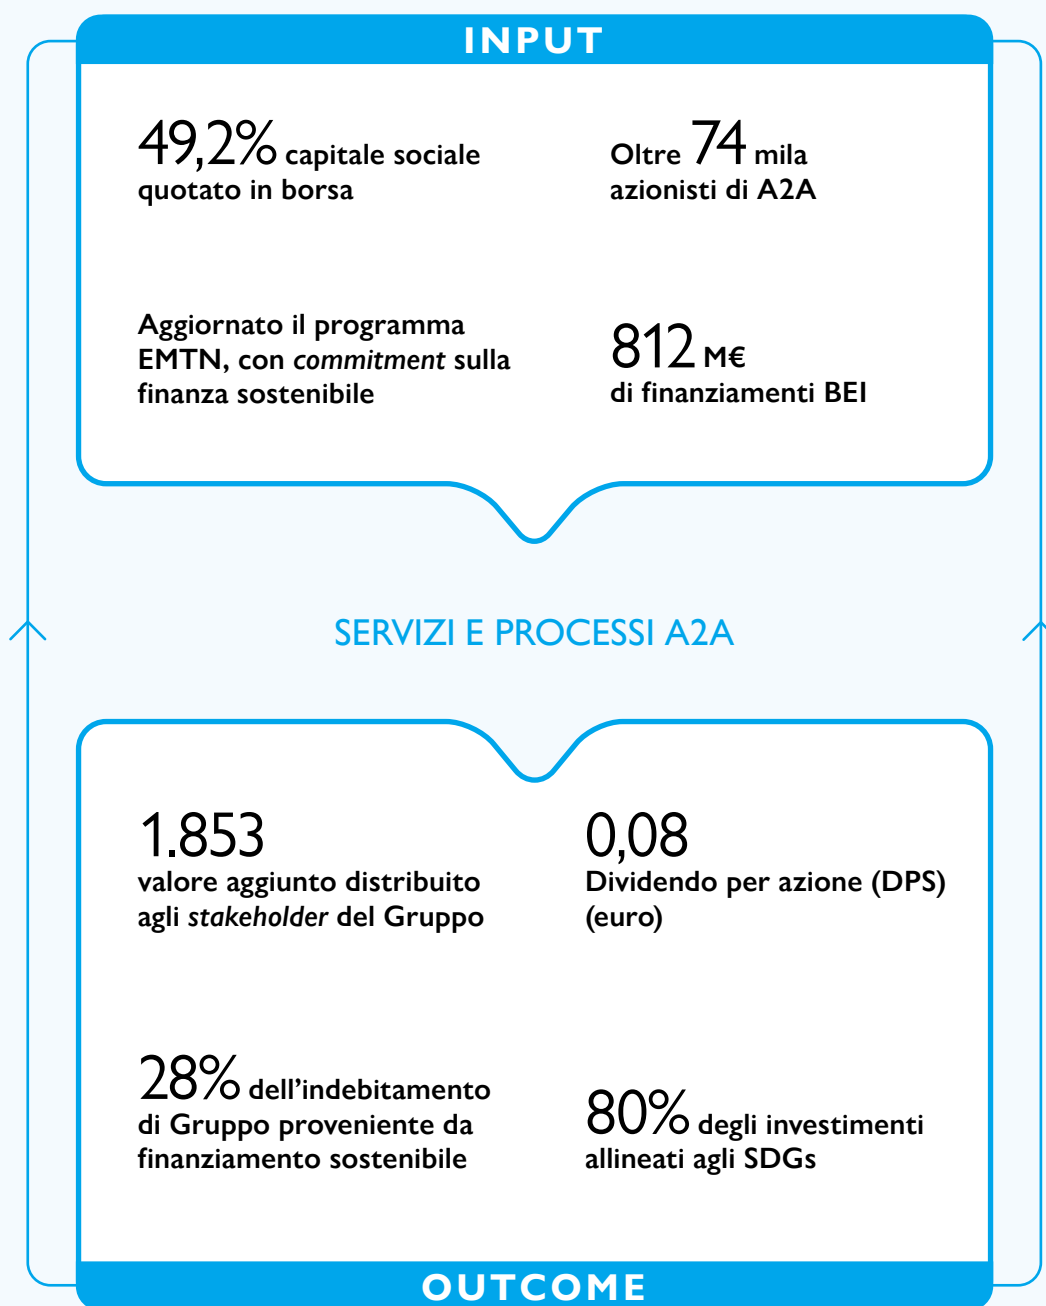 INPUT
49,2% capitale sociale
quotato in borsa
Oltre 74 mila
azionisti di A2A
Aggiornato il programma
EMTN, con commitment sulla
finanza sostenibile
812 M€
di finanziamenti BEI
SERVIZI E PROCESSI A2A
1.853
valore aggiunto distribuito
agli stakeholder del Gruppo
0,08
Dividendo per azione (DPS)
(euro)
28% dell’indebitamento
di Gruppo proveniente da
finanziamento sostenibile
80% degli investimenti
allineati agli SDGs
OUTCOME